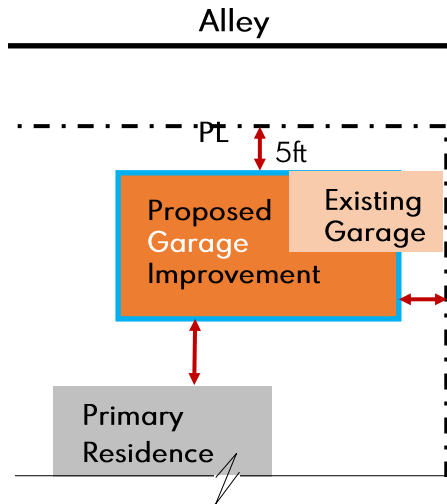 Alley
PL
5ft
Existing
Garage
Proposed
Garage
Improvement
Primary
Residence